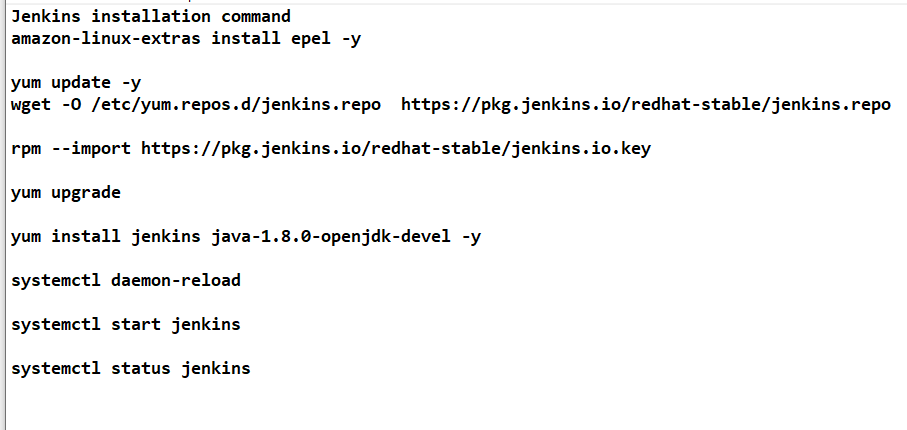 Jenkins installation command
amazon-linux-extras install epel -y
yum update -y
wget -O /etc/yum.repos.d/jenkins.repo  https://pkg.jenkins.io/redhat-stable/jenkins.repo
rpm --import https://pkg.jenkins.io/redhat-stable/jenkins.io.key
yum upgrade
yum install jenkins java-1.8.0-openjdk-devel -y
systemctl daemon-reload
systemctl start jenkins
systemctl status jenkins